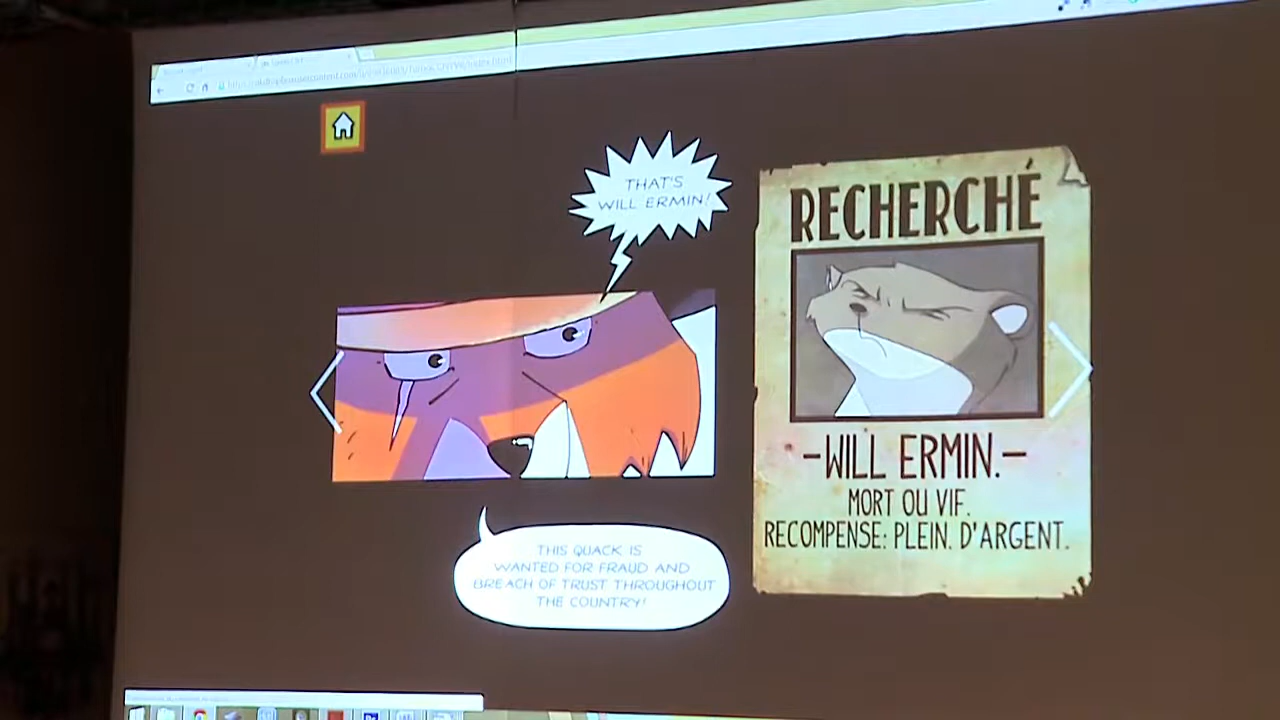 THAT'S
WILL ERMIN!
RECHERCHÉ
-WILL ERMIN.-
MORT OU VIF.
RECOMPENSE: PLEIN. D'ARGENT.
THIS QUACK IS
WANTED FOR FRAUD AND
BREACH OF TRUST THROUGHOUT
THE COUNTRY!